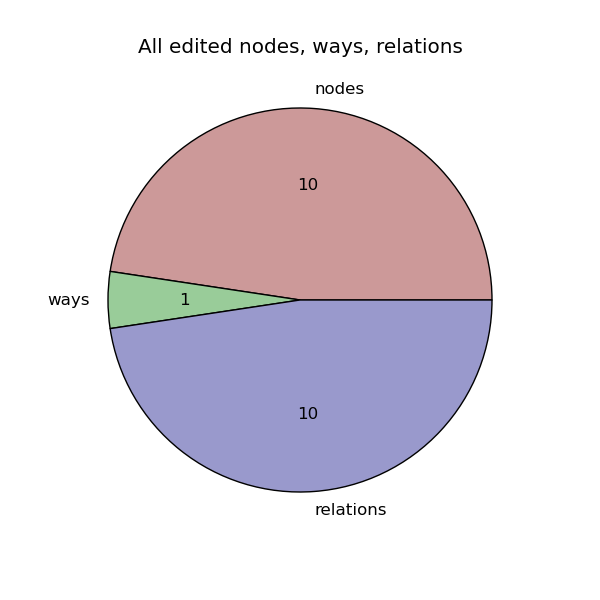 All edited nodes, ways, relations
nodes
10
ways
1
10
relations